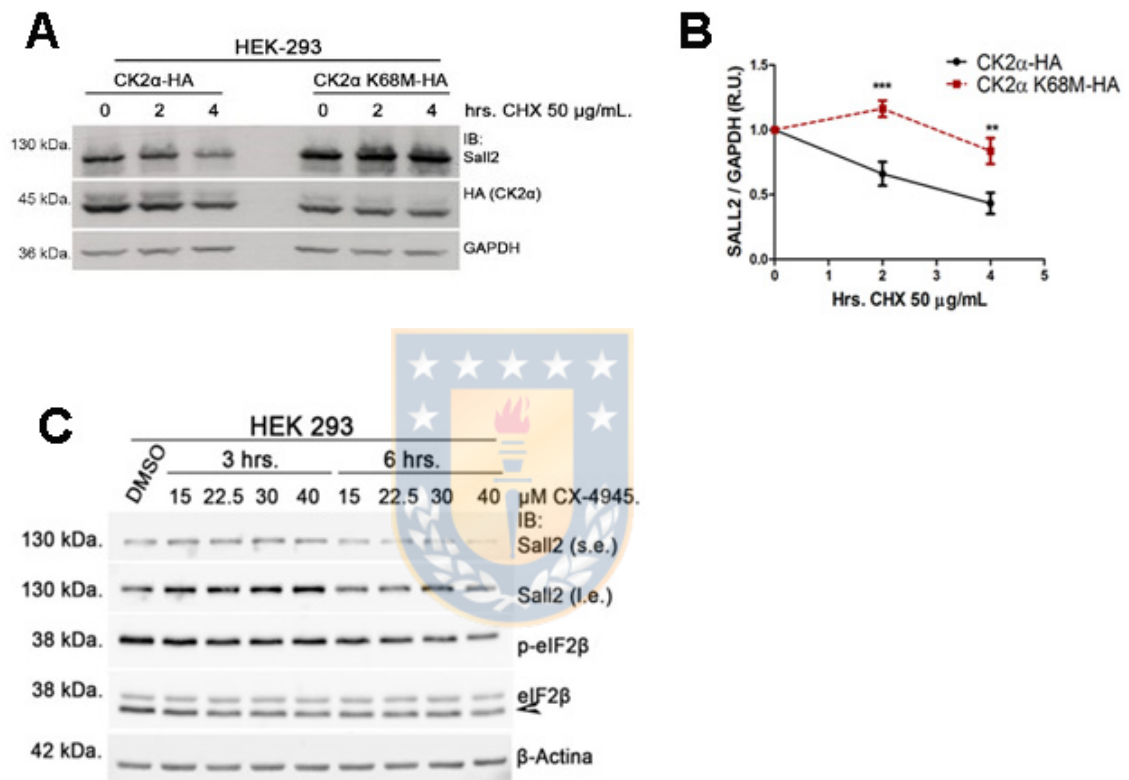 A
HEK-293
CK2α-HA CK2α K68M-HA
0 2 4 0 2 4 hrs. CHX 50 µg/mL.
130 kDa. IB:
Sall2
45 kDa. HA (CK2α)
36 kDa. GAPDH
B
CK2α-HA
CK2α K68M-HA
SALL2 / GAPDH (R.U.)
1.5
1.0
0.5
0.0
***
**
0 1 2 3 4 5
Hrs. CHX 50 µg/mL
C
HEK 293
DMSO 3 hrs. 6 hrs.
15 22.5 30 40 15 22.5 30 40 µM CX-4945.
IB:
130 kDa. Sall2 (s.e.)
130 kDa. Sall2 (l.e.)
38 kDa. p-eIF2β
38 kDa. eIF2β
42 kDa. β-Actina